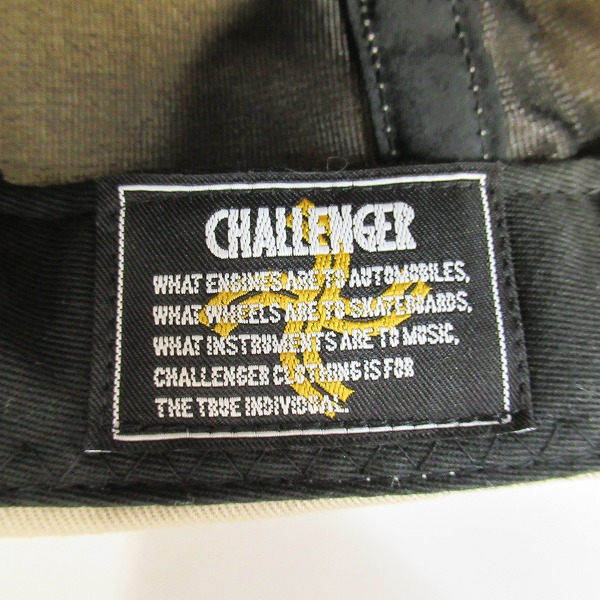 CHALLENGER
WHAT ENGINES ARE TO AUTOMOBILES,
WHAT WHEELS ARE TO SKATEBOARDS,
WHAT INSTRUMENTS ARE TO MUSIC,
CHALLENGER CLOTHING IS FOR
THE TRUE INDIVIDUAL.